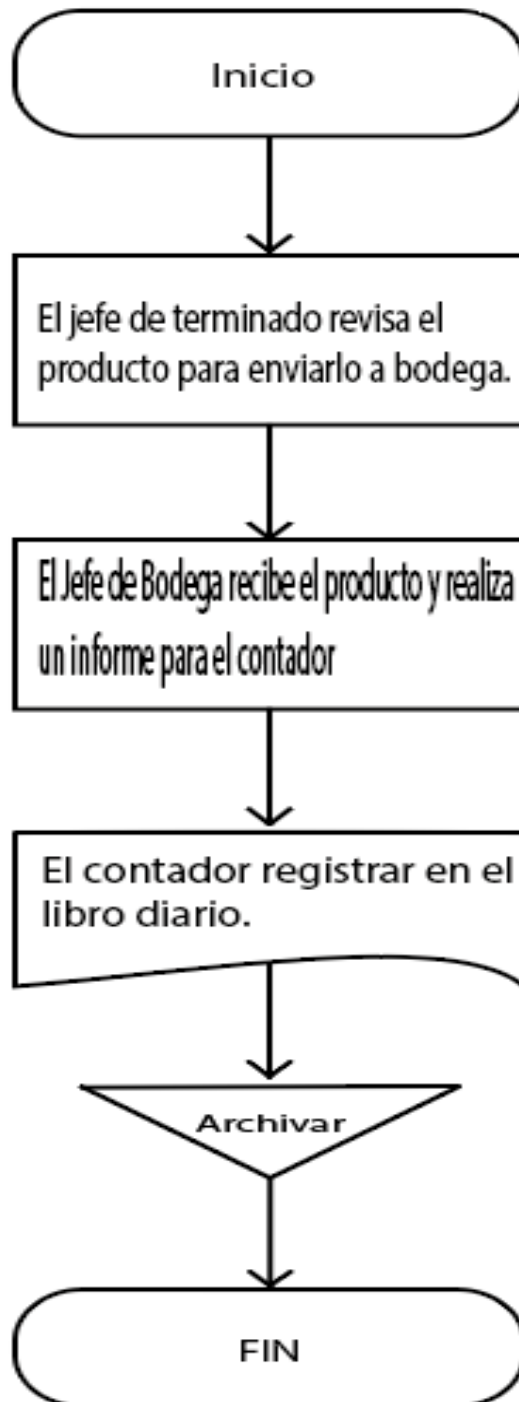 Inicio
El jefe de terminado revisa el
producto para enviarlo a bodega.
El Jefe de Bodega recibe el producto y realiza
un informe para el contador
El contador registrar en el
libro diario.
Archivar
FIN